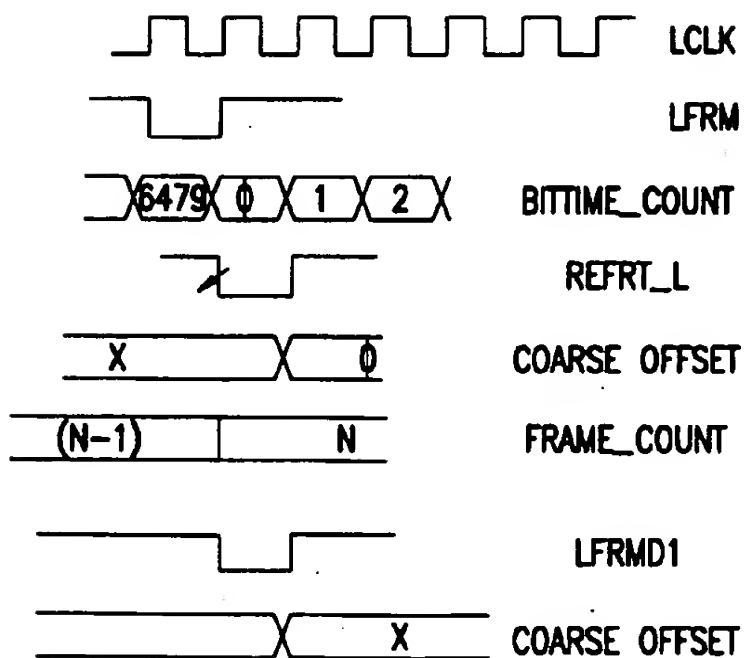 LCLK
LFRM
6479 0 1 2 BITTIME_COUNT
REFRT_L
X 0 COARSE OFFSET
(N-1) N FRAME_COUNT
LFRMD1
X COARSE OFFSET